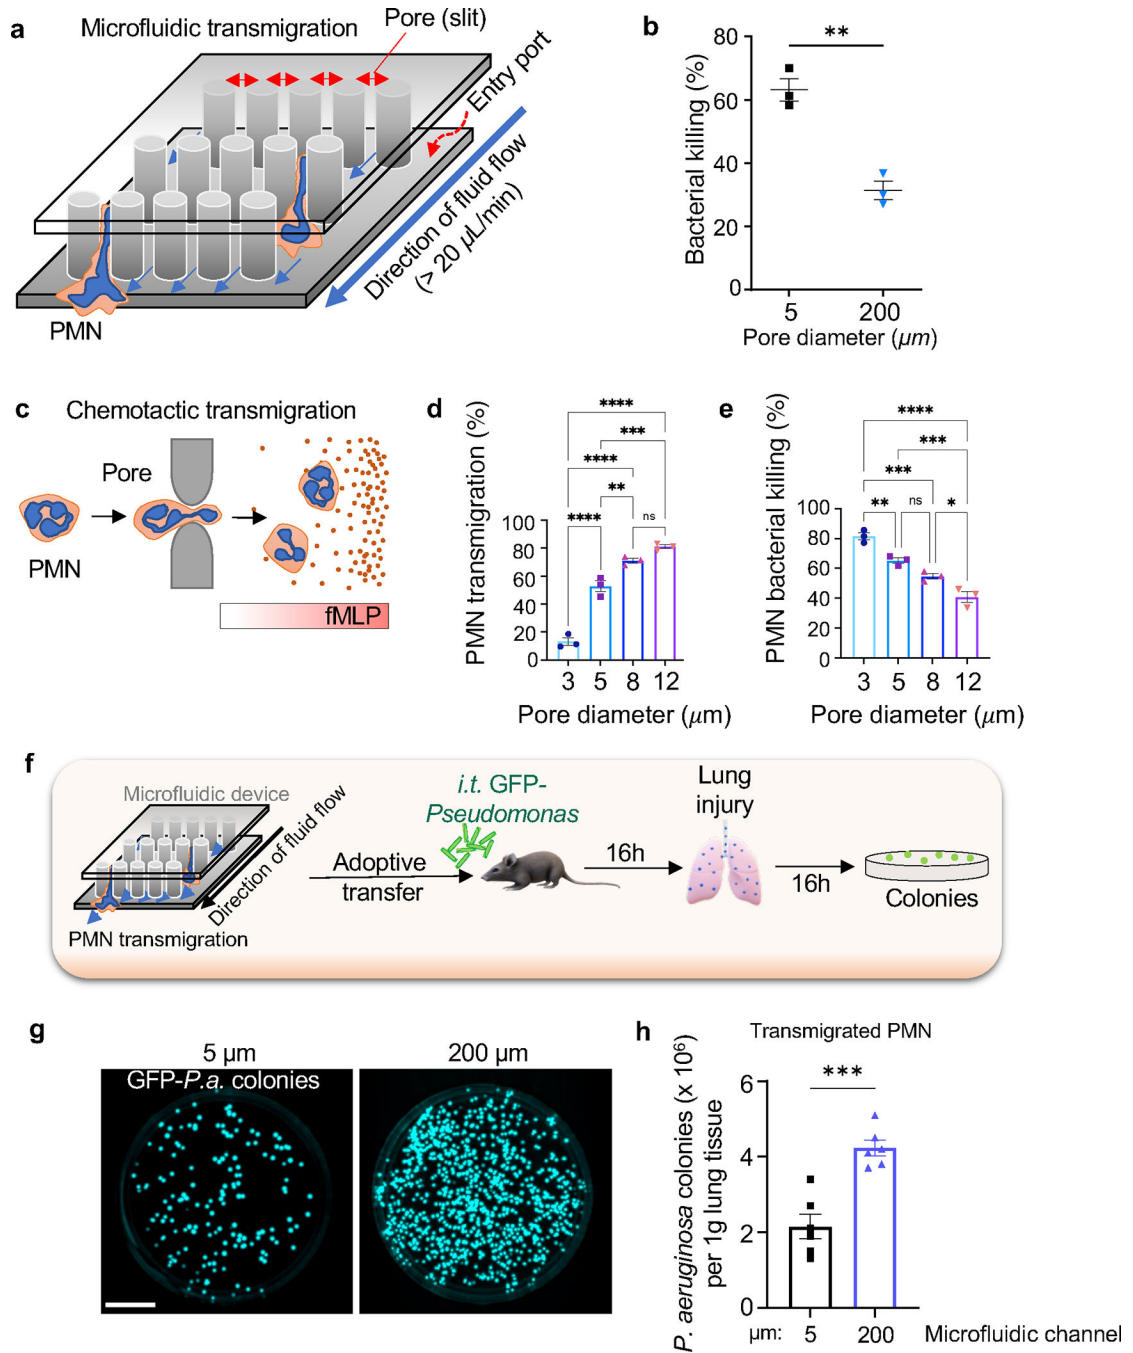 a
Microfluidic transmigration
Pore (slit)
Entry port
Direction of fluid flow
(> 20 µL/min)
PMN
b
**
Bacterial killing (%)
80
60
40
20
0
5 200
Pore diameter (µm)
c
Chemotactic transmigration
Pore
PMN
fMLP
d
****
***
****
**
****
ns
PMN transmigration (%)
100
80
60
40
20
0
3 5 8 12
Pore diameter (µm)
e
****
***
***
**
ns
*
PMN bacterial killing (%)
100
80
60
40
20
0
3 5 8 12
Pore diameter (µm)
f
Microfluidic device
Direction of fluid flow
PMN transmigration
Adoptive
transfer
i.t. GFP-
Pseudomonas
16h
Lung
injury
16h
Colonies
g
5 µm
200 µm
GFP-P.a. colonies
h
Transmigrated PMN
***
P. aeruginosa colonies (x 10⁶)
per 1g lung tissue
6
4
2
0
µm: 5 200 Microfluidic channel